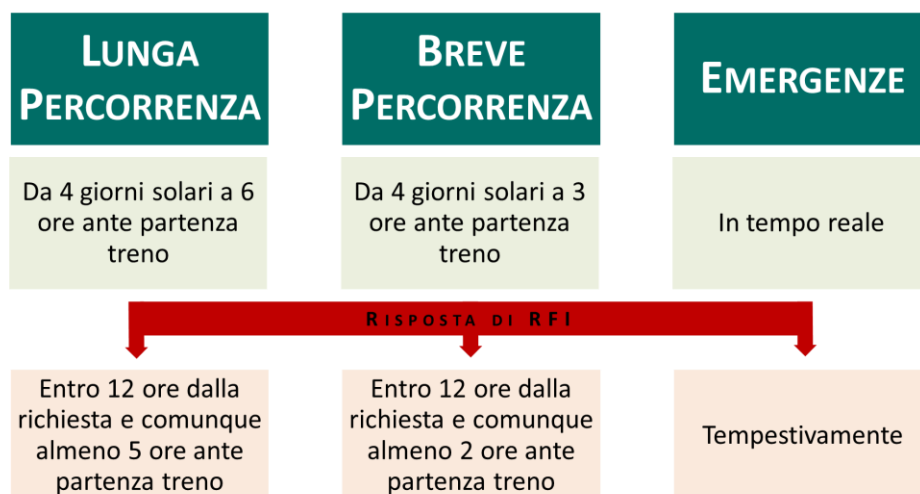 LUNGA
PERCORRENZA
BREVE
PERCORRENZA
EMERGENZE
Da 4 giorni solari a 6
ore ante partenza
treno
Da 4 giorni solari a 3
ore ante partenza
treno
In tempo reale
RISPOSTA DI RFI
Entro 12 ore dalla
richiesta e comunque
almeno 5 ore ante
partenza treno
Entro 12 ore dalla
richiesta e comunque
almeno 2 ore ante
partenza treno
Tempestivamente